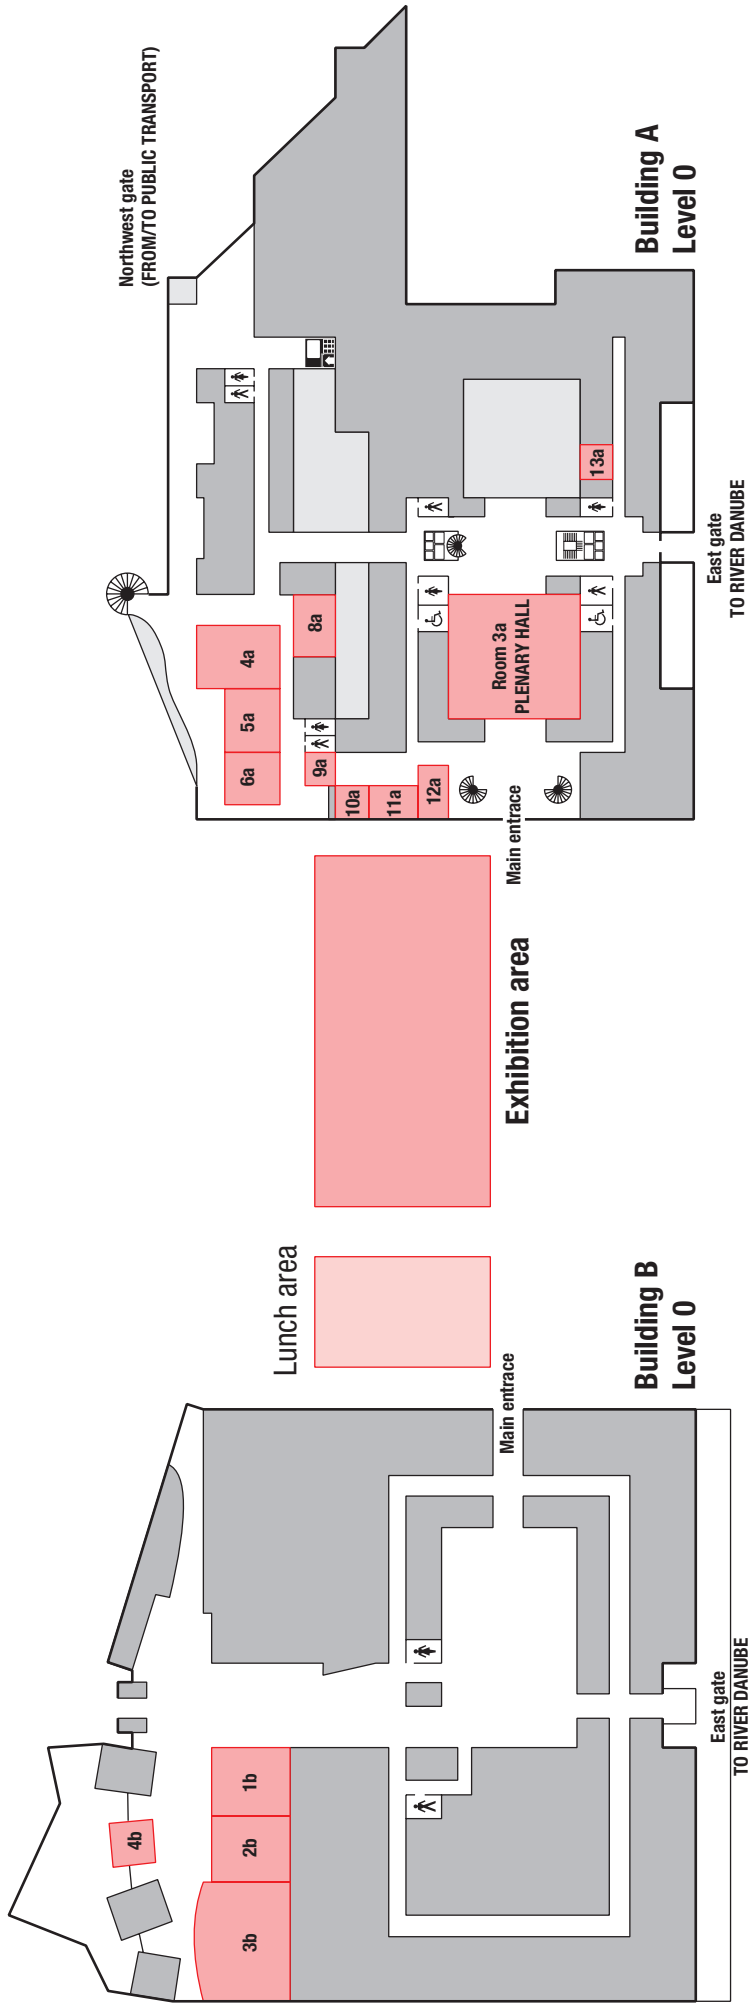 Northwest gate
(FROM/TO PUBLIC TRANSPORT)
Building A
Level 0
4a
5a
6a
8a
9a
10a
11a
12a
13a
Room 3a
PLENARY HALL
East gate
TO RIVER DANUBE
Main entrace
Exhibition area
Lunch area
Building B
Level 0
Main entrace
1b
2b
3b
4b
East gate
TO RIVER DANUBE